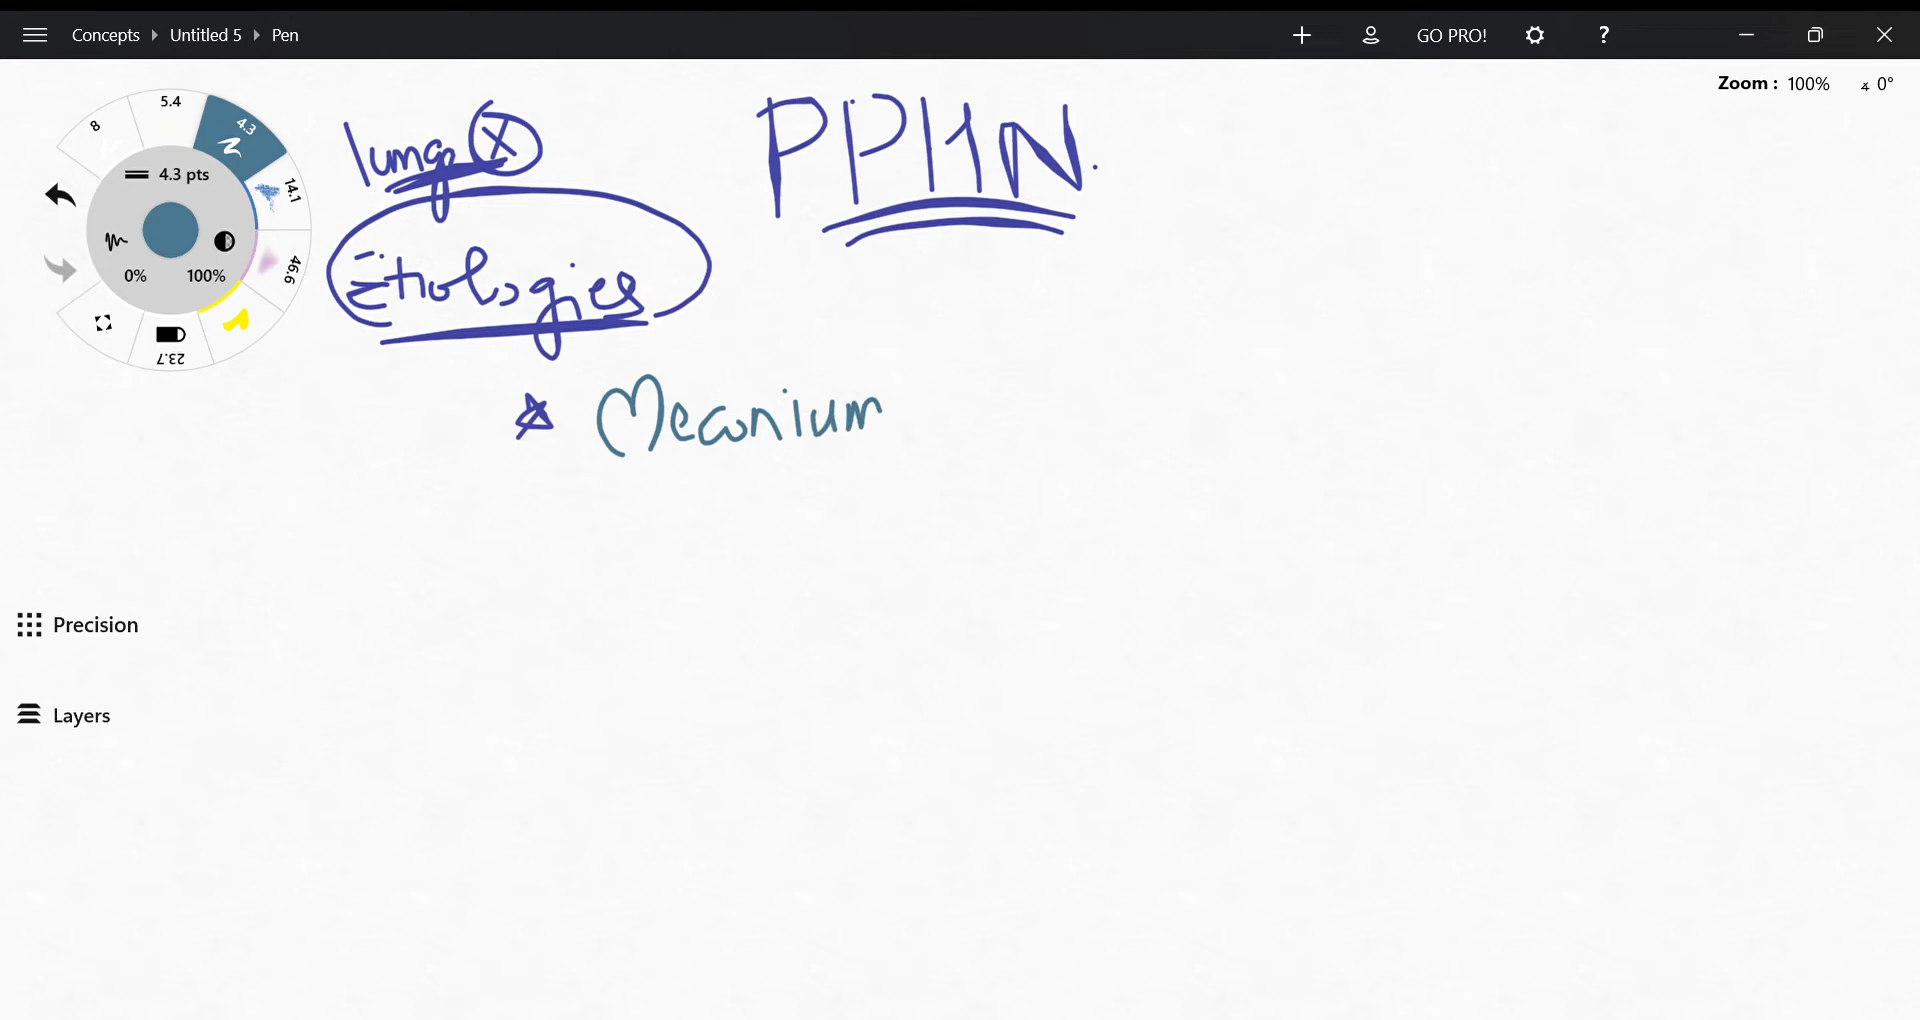 Concepts Untitled 5 Pen
GO PRO!
?
Zoom : 100% 0°
5.4
8
4.3
14.1
46.6
23.7
4.3 pts
0% 100%
lung X
PPHN.
Etiologies
Meconium
Precision
Layers